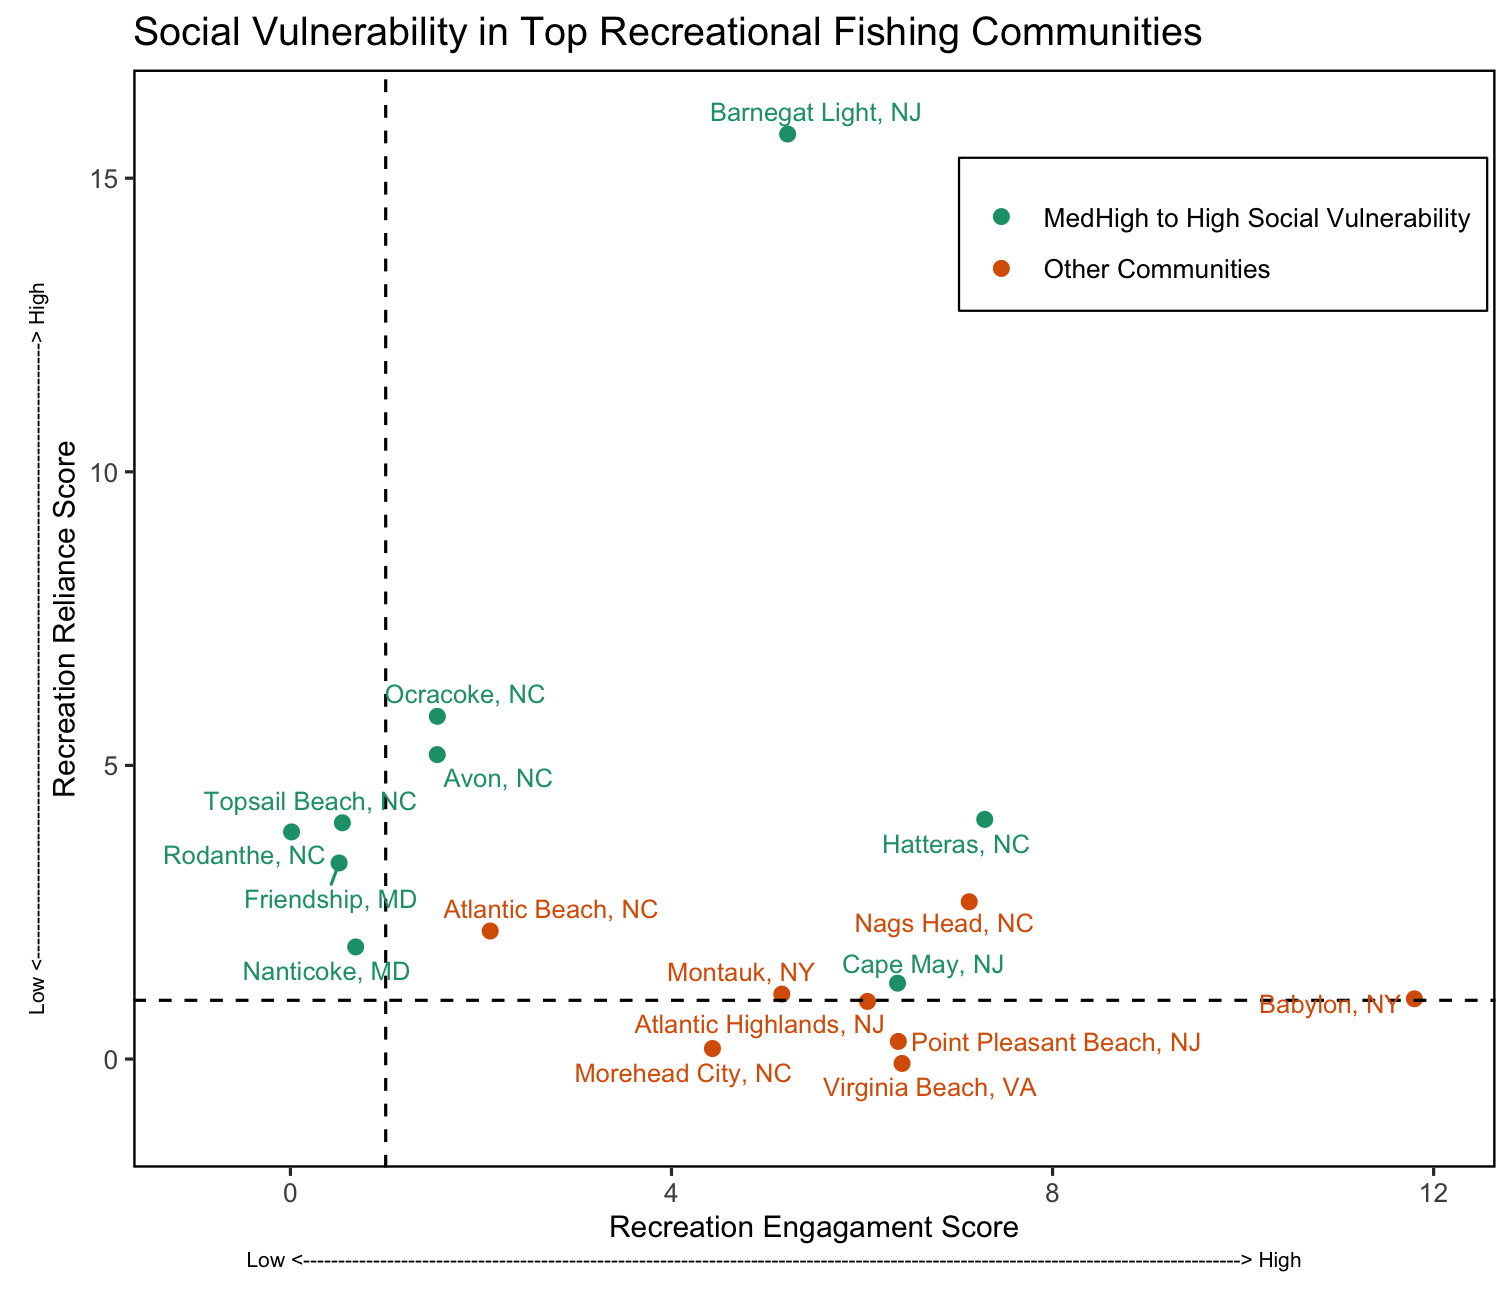 Social Vulnerability in Top Recreational Fishing Communities
Barnegat Light, NJ
15
MedHigh to High Social Vulnerability
Other Communities
10
Recreation Reliance Score
Low <---------------------------------------------------------------------------------> High
Ocracoke, NC
5
Avon, NC
Topsail Beach, NC
Hatteras, NC
Rodanthe, NC
Friendship, MD
Atlantic Beach, NC
Nags Head, NC
Cape May, NJ
Nanticoke, MD
Montauk, NY
Babylon, NY
Atlantic Highlands, NJ
Point Pleasant Beach, NJ
0
Morehead City, NC
Virginia Beach, VA
0
4
8
12
Recreation Engagament Score
Low <---------------------------------------------------------------------------------------------------------------------> High